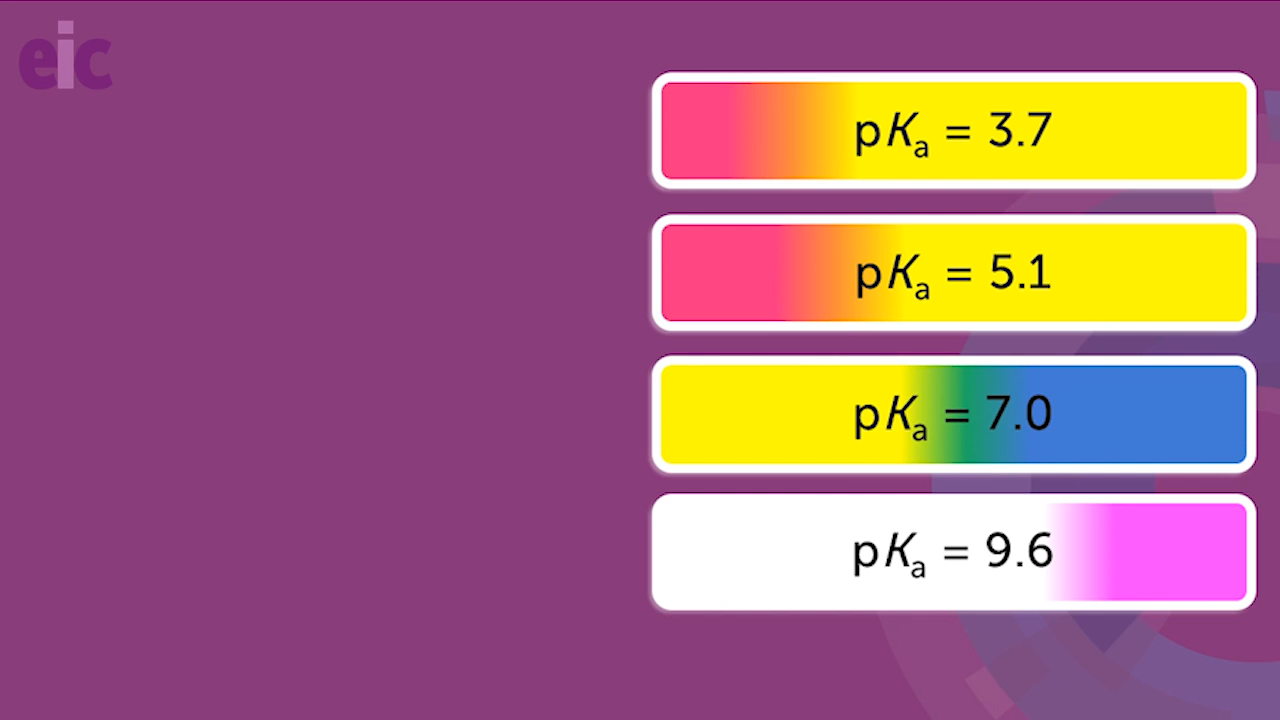 eic
pKa = 3.7
pKa = 5.1
pKa = 7.0
pKa = 9.6